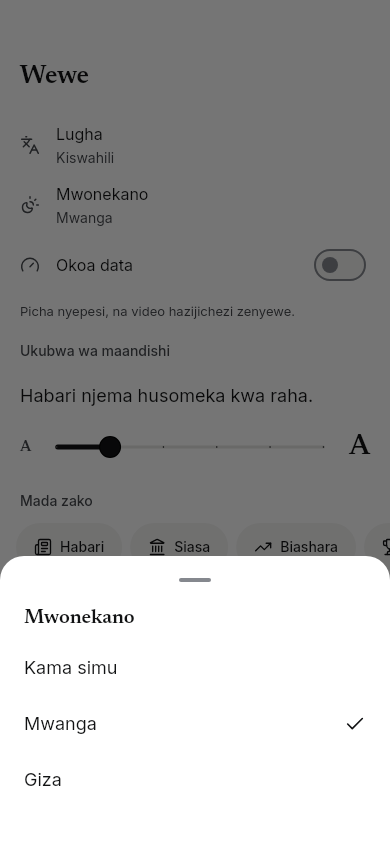 Wewe
Lugha
Kiswahili
Mwonekano
Mwanga
Okoa data
Picha nyepesi, na video hazijichezi zenyewe.
Ukubwa wa maandishi
Habari njema husomeka kwa raha.
A A
Mada zako
Habari Siasa Biashara
Mwonekano
Kama simu
Mwanga
Giza